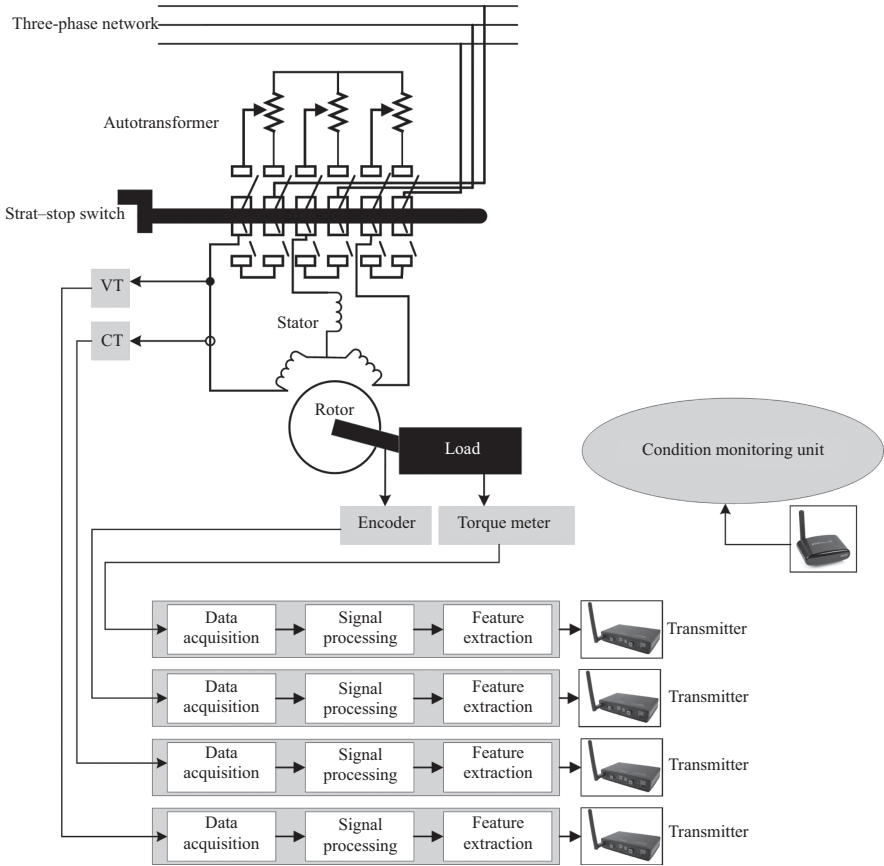 Three-phase network
Autotransformer
Strat–stop switch
VT
CT
Stator
Rotor
Load
Condition monitoring unit
Encoder
Torque meter
Data
acquisition
Signal
processing
Feature
extraction
Transmitter
Data
acquisition
Signal
processing
Feature
extraction
Transmitter
Data
acquisition
Signal
processing
Feature
extraction
Transmitter
Data
acquisition
Signal
processing
Feature
extraction
Transmitter